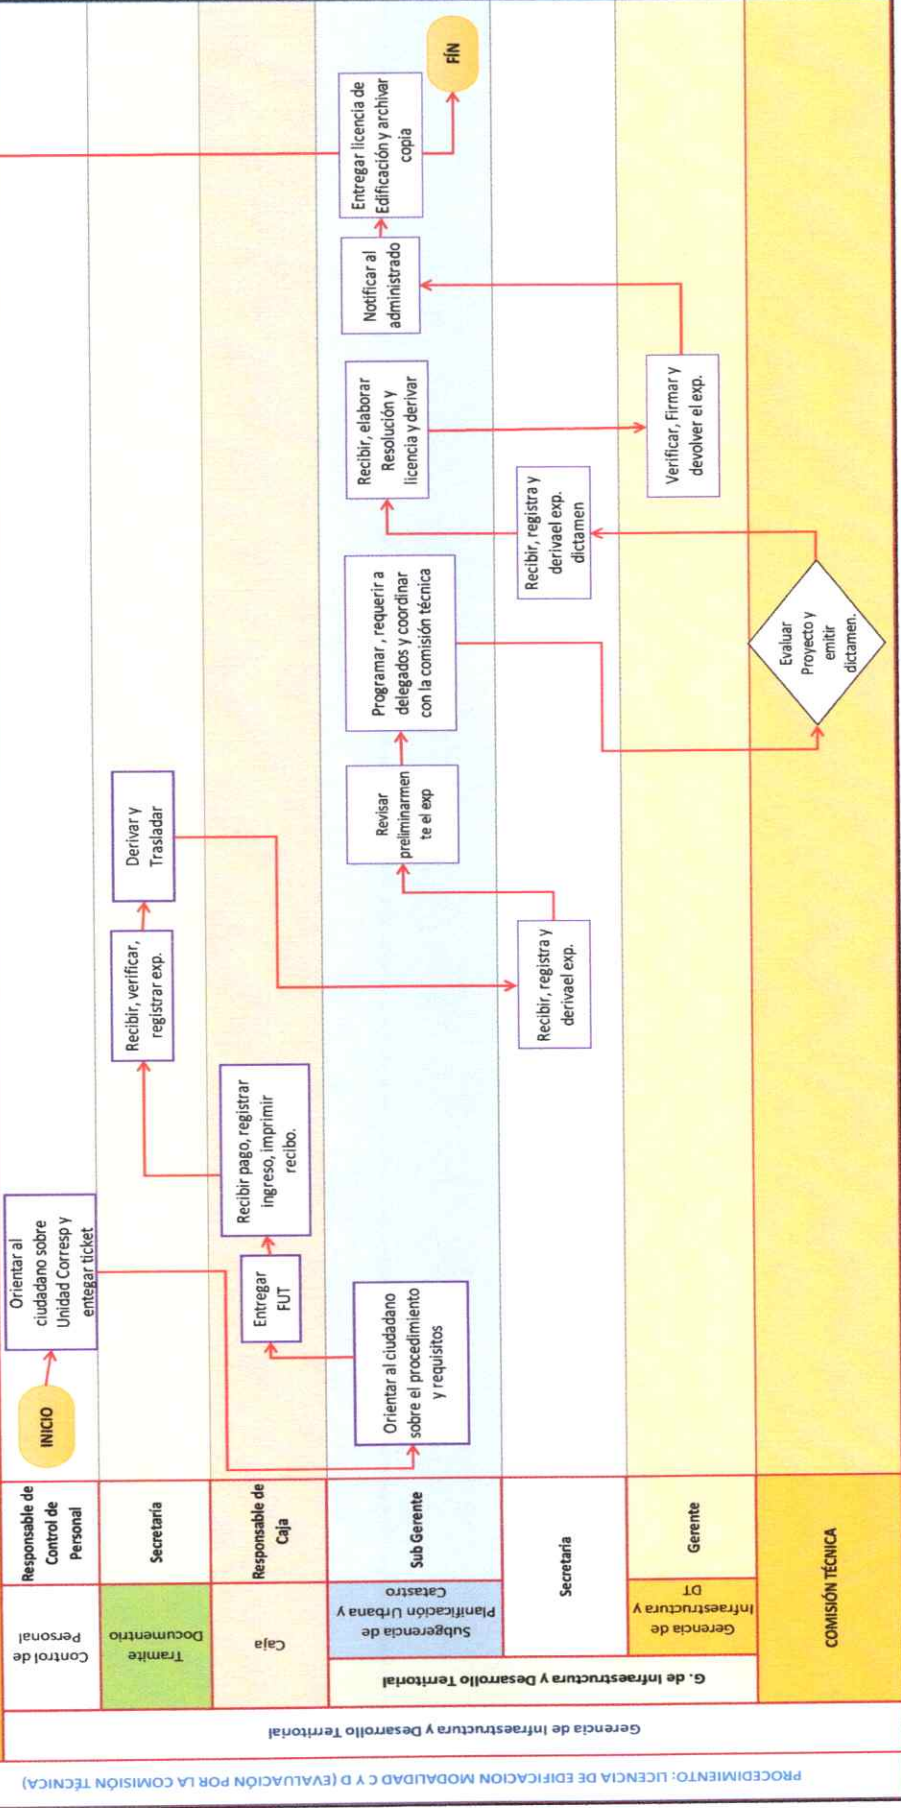 PROCEDIMIENTO: LICENCIA DE EDIFICACION MODALIDAD C Y D (EVALUACIÓN POR LA COMISIÓN TÉCNICA)
Gerencia de Infraestructura y Desarrollo Territorial
Control de
Personal
Responsable de
Control de
Personal
INICIO
Orientar al
ciudadano sobre
Unidad Corresp y
entegar ticket
Tramite
Documentrio
Secretaria
Recibir, verificar,
registrar exp.
Derivar y
Trasladar
Caja
Responsable de
Caja
Entregar
FUT
Recibir pago, registrar
ingreso, imprimir
recibo.
G. de Infraestructura y Desarrollo Territorial
Subgerencia de
Planificación Urbana y
Catastro
Sub Gerente
Orientar al ciudadano
sobre el procedimiento
y requisitos
Revisar
preliminarmen
te el exp
Programar , requerir a
delegados y coordinar
con la comisión técnica
Recibir, elaborar
Resolución y
licencia y derivar
Notificar al
administrado
Entregar licencia de
Edificación y archivar
copia
FÍN
Secretaria
Recibir, registra y
derivael exp.
Recibir, registra y
derivael exp.
dictamen
Gerencia de
Infraestructura y
DT
Gerente
Verificar, Firmar y
devolver el exp.
COMISIÓN TÉCNICA
Evaluar
Proyecto y
emitir
dictamen.